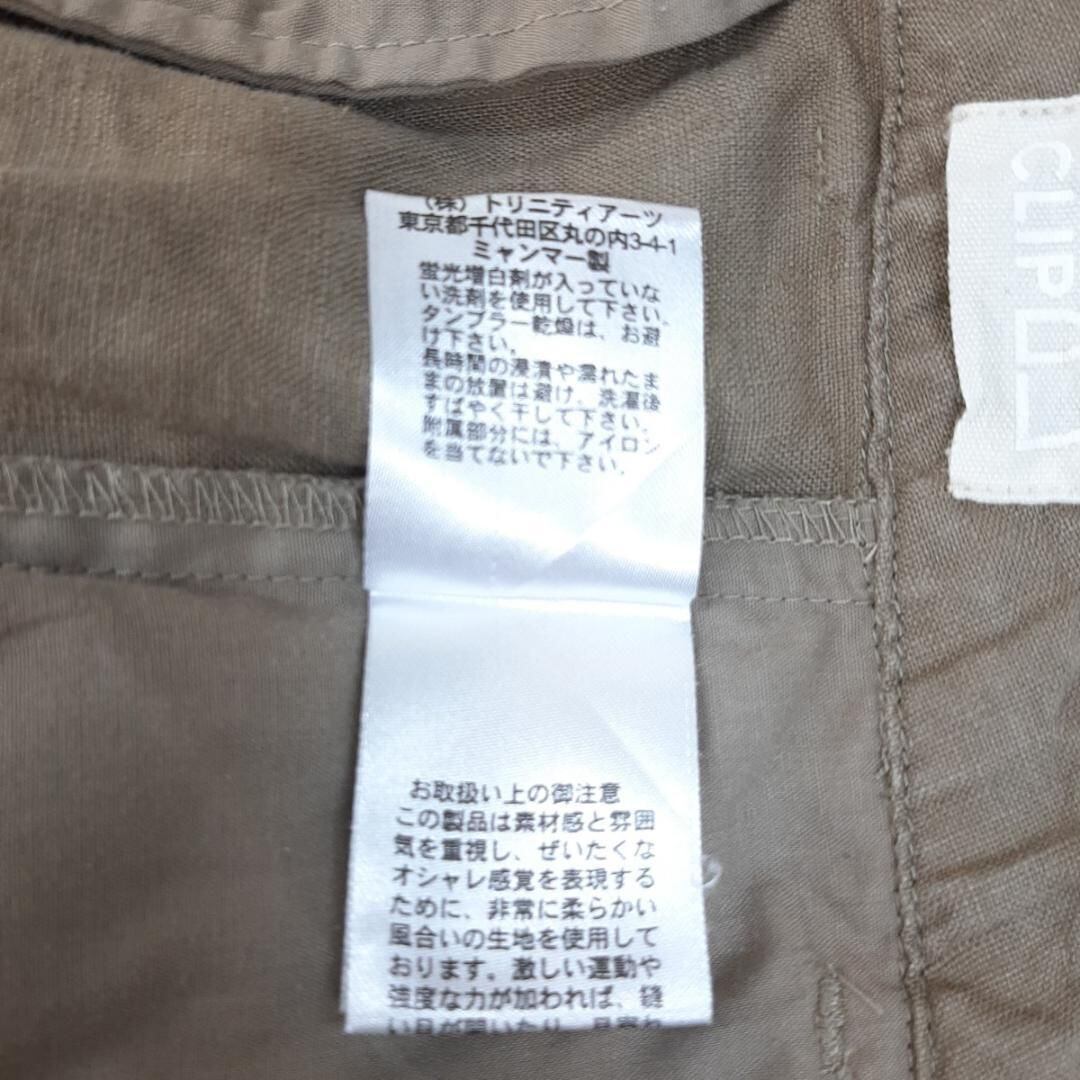 （株）トリニティアーツ
東京都千代田区丸の内3-4-1
ミャンマー製
蛍光増白剤が入っていな
い洗剤を使用して下さい。
タンブラー乾燥は、お避
け下さい。
長時間の浸漬や濡れたま
まの放置は避け、洗濯後
すばやく干して下さい。
附属部分には、アイロン
を当てないで下さい。
お取扱い上の御注意
この製品は素材感と雰囲
気を重視し、ぜいたくな
オシャレ感覚を表現する
ために、非常に柔らかい
風合いの生地を使用して
おります。激しい運動や
強度な力が加われば、縫
い目が開いたり、
CLIP